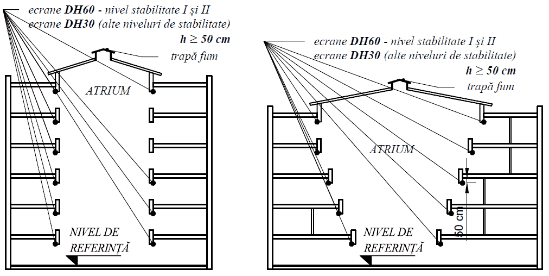 ecrane DH60 - nivel stabilitate I și II
ecrane DH30 (alte niveluri de stabilitate)
h ≥ 50 cm
trapă fum
ATRIUM
NIVEL DE
REFERINȚĂ
ecrane DH60 - nivel stabilitate I și II
ecrane DH30 (alte niveluri de stabilitate)
h ≥ 50 cm
trapă fum
ATRIUM
50 cm
NIVEL DE
REFERINȚĂ